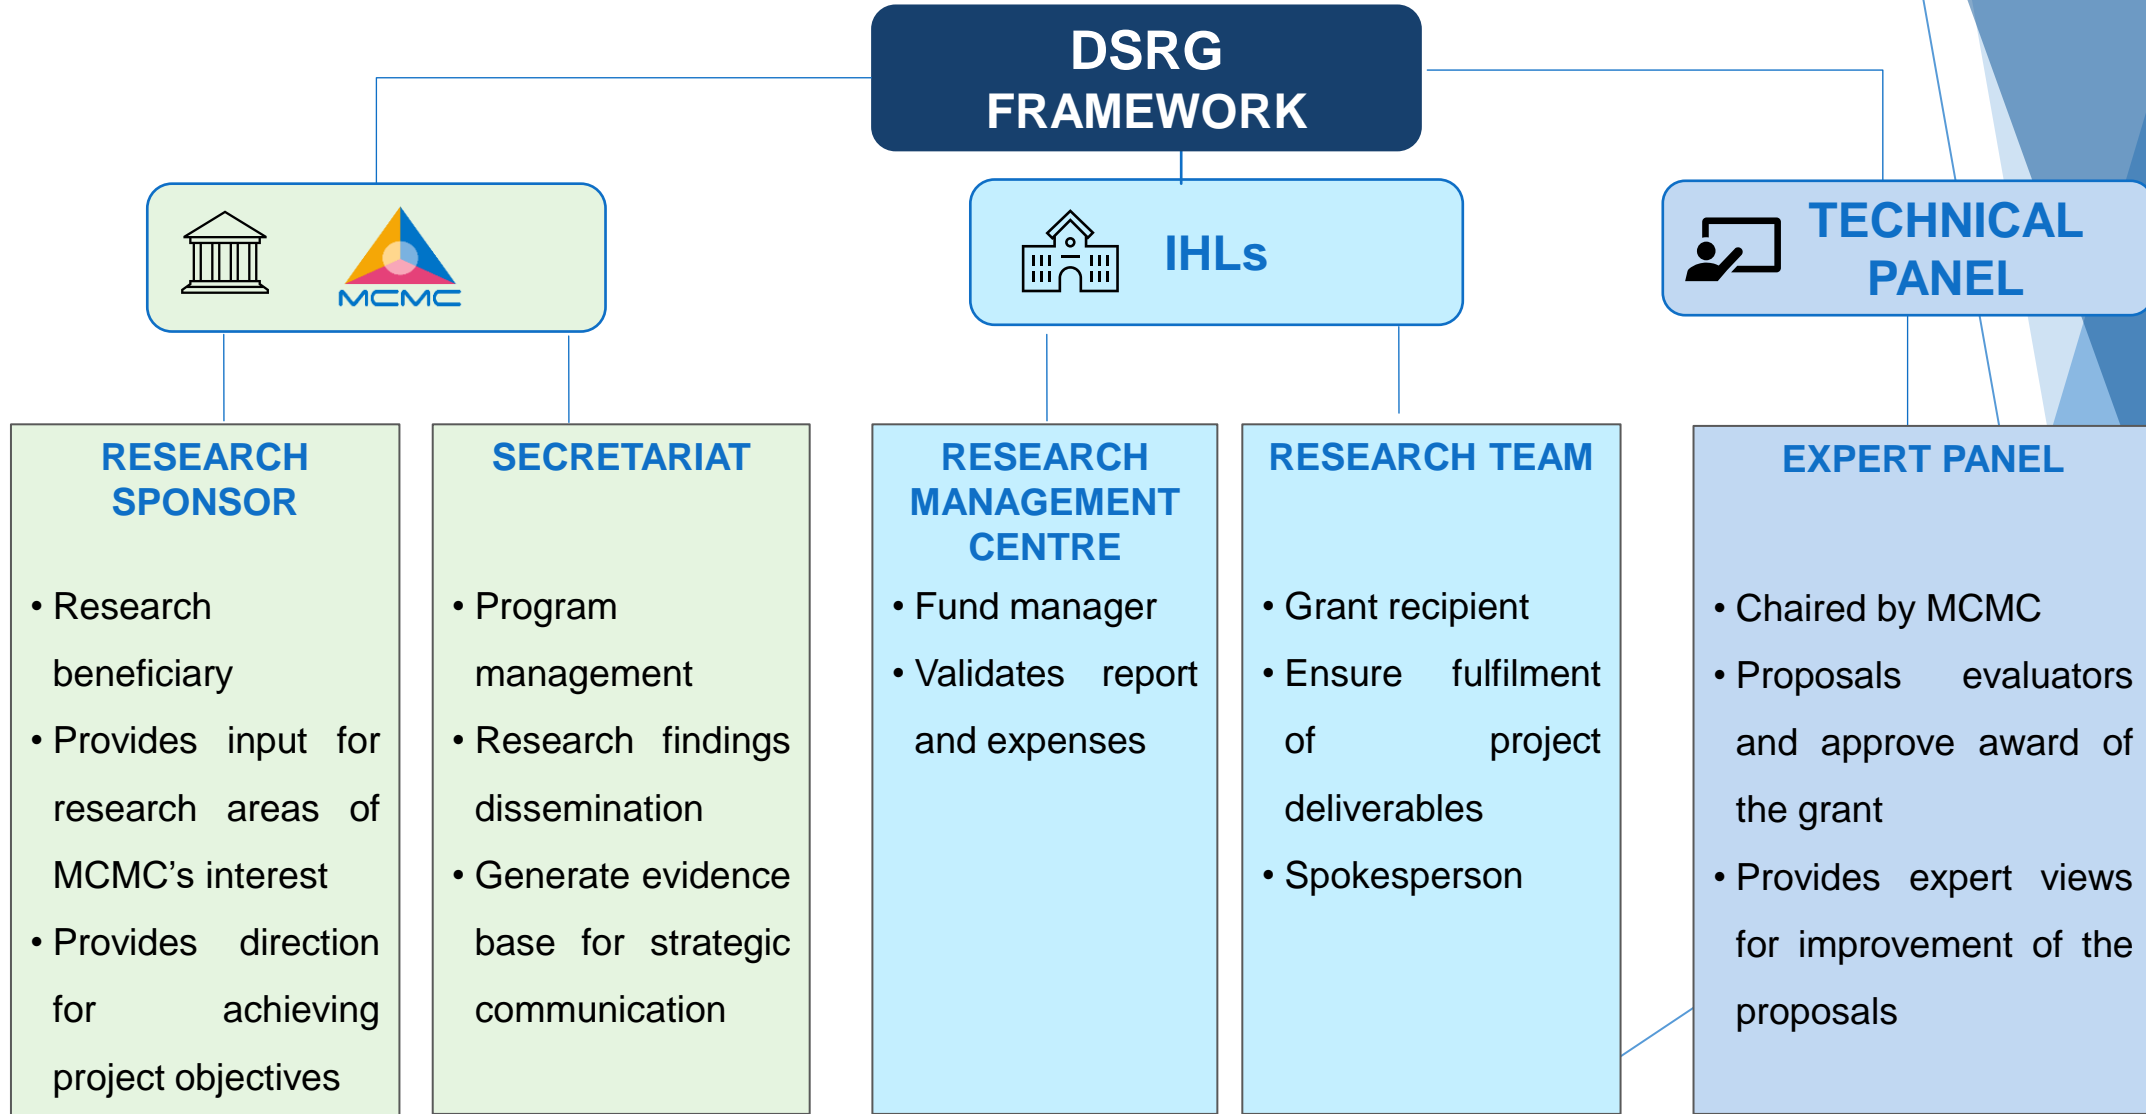 DSRG
FRAMEWORK
MCMC
IHLs
TECHNICAL
PANEL
RESEARCH
SPONSOR
• Research
beneficiary
• Provides input for
research areas of
MCMC’s interest
• Provides direction
for achieving
project objectives
SECRETARIAT
• Program
management
• Research findings
dissemination
• Generate evidence
base for strategic
communication
RESEARCH
MANAGEMENT
CENTRE
• Fund manager
• Validates report
and expenses
RESEARCH TEAM
• Grant recipient
• Ensure fulfilment
of project
deliverables
• Spokesperson
EXPERT PANEL
• Chaired by MCMC
• Proposals evaluators
and approve award of
the grant
• Provides expert views
for improvement of the
proposals